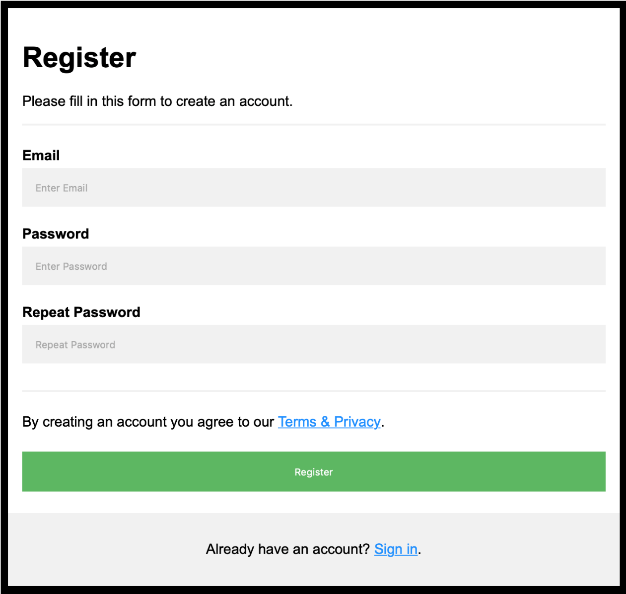 Register
Please fill in this form to create an account.
Email
Enter Email
Password
Enter Password
Repeat Password
Repeat Password
By creating an account you agree to our Terms & Privacy.
Register
Already have an account? Sign in.